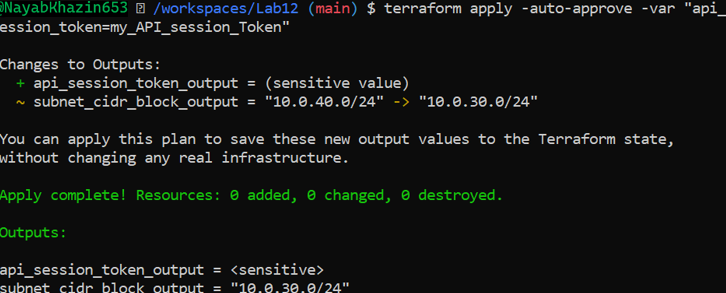 @NayabKhazin653 /workspaces/Lab12 (main) $ terraform apply -auto-approve -var "api_
ession_token=my_API_session_Token"
Changes to Outputs:
+ api_session_token_output = (sensitive value)
~ subnet_cidr_block_output = "10.0.40.0/24" -> "10.0.30.0/24"
You can apply this plan to save these new output values to the Terraform state,
without changing any real infrastructure.
Apply complete! Resources: 0 added, 0 changed, 0 destroyed.
Outputs:
api_session_token_output = <sensitive>
subnet_cidr_block_output = "10.0.30.0/24"